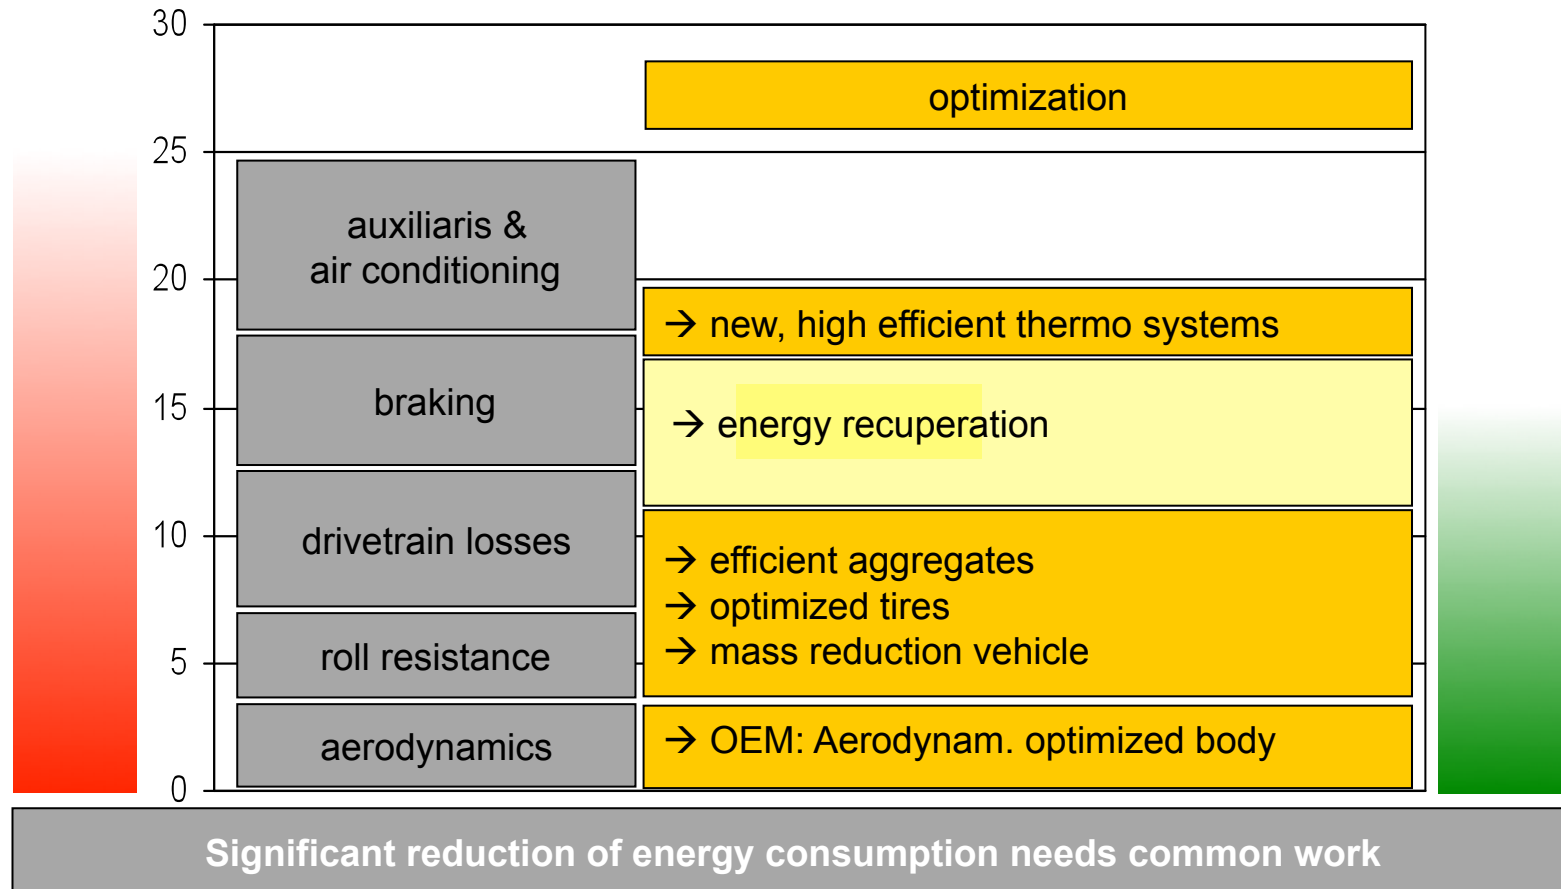 30
optimization
25
auxiliaris &
air conditioning
20
→ new, high efficient thermo systems
15
braking
→ energy recuperation
10
drivetrain losses
→ efficient aggregates
→ optimized tires
→ mass reduction vehicle
5
roll resistance
aerodynamics
→ OEM: Aerodynam. optimized body
0
Significant reduction of energy consumption needs common work